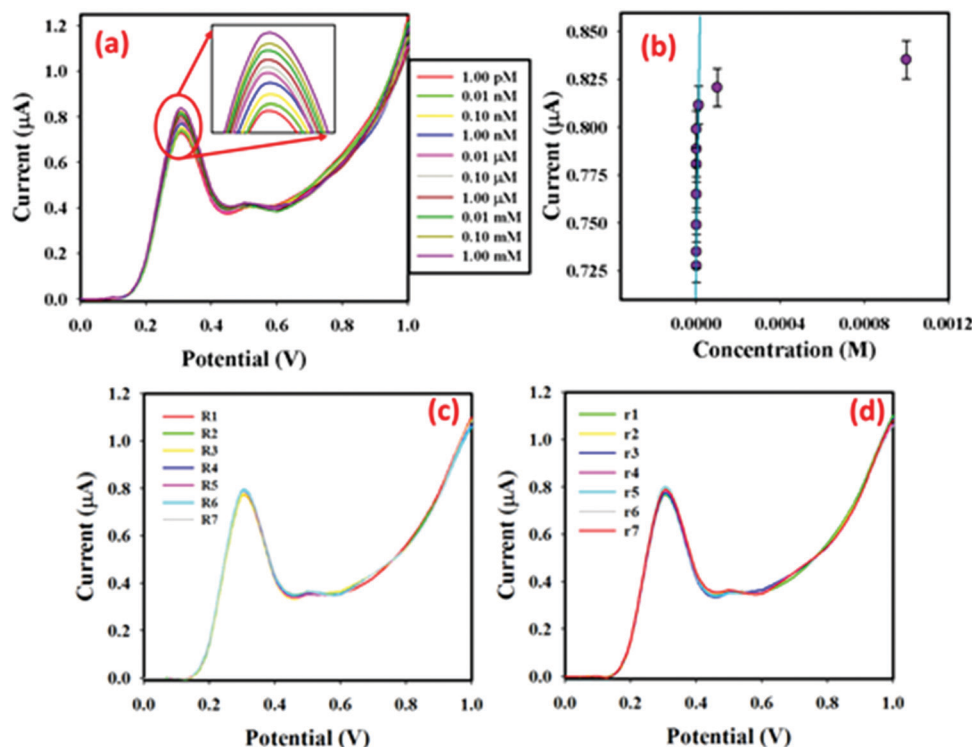 (a)
1.2
1.0
0.8
0.6
0.4
0.2
0.0
Current (μA)
0.0 0.2 0.4 0.6 0.8 1.0
Potential (V)
1.00 pM
0.01 nM
0.10 nM
1.00 nM
0.01 μM
0.10 μM
1.00 μM
0.01 mM
0.10 mM
1.00 mM
(b)
0.850
0.825
0.800
0.775
0.750
0.725
Current (μA)
0.0000 0.0004 0.0008 0.0012
Concentration (M)
(c)
1.2
1.0
0.8
0.6
0.4
0.2
0.0
Current (μA)
R1
R2
R3
R4
R5
R6
R7
0.0 0.2 0.4 0.6 0.8 1.0
Potential (V)
(d)
1.2
1.0
0.8
0.6
0.4
0.2
0.0
Current (μA)
r1
r2
r3
r4
r5
r6
r7
0.0 0.2 0.4 0.6 0.8 1.0
Potential (V)